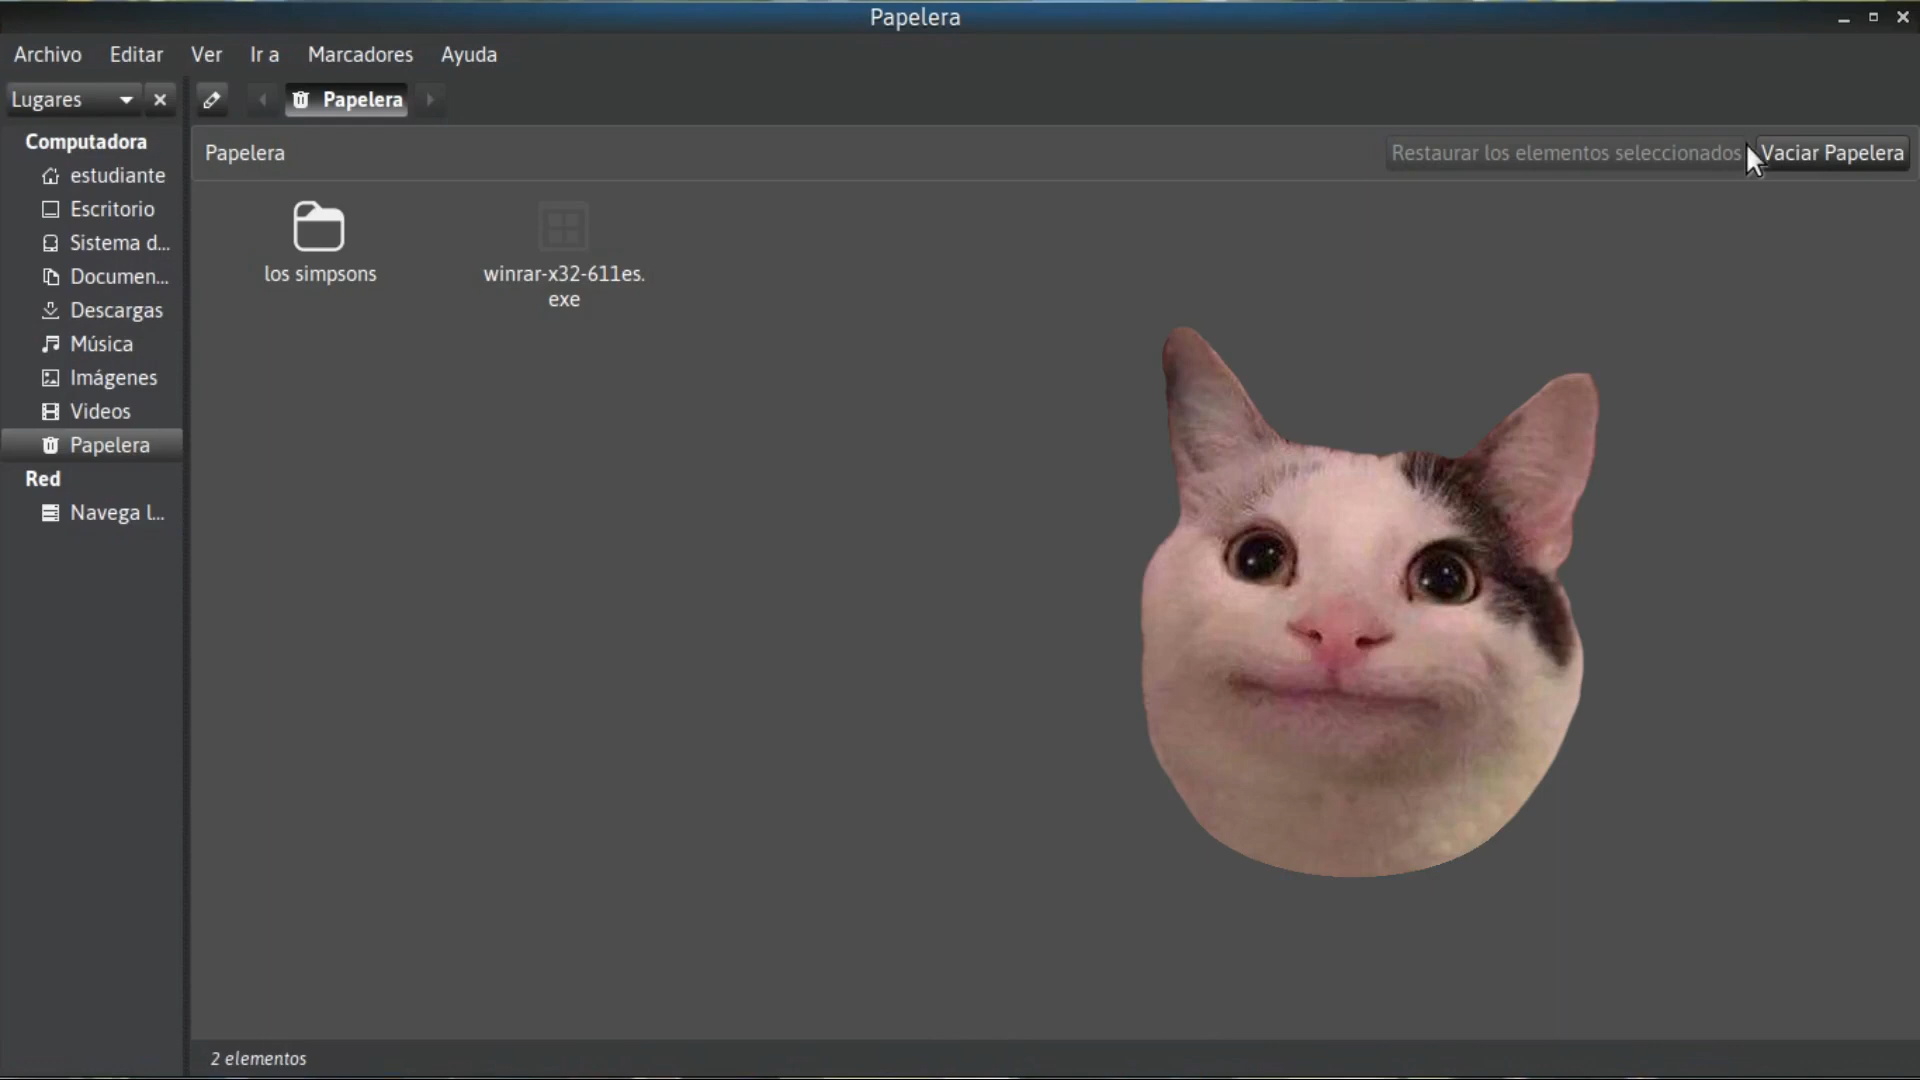 Papelera
Archivo Editar Ver Ir a Marcadores Ayuda
Lugares
Papelera
Computadora
estudiante
Escritorio
Sistema d...
Documen...
Descargas
Música
Imágenes
Videos
Papelera
Red
Navega l...
Papelera
Restaurar los elementos seleccionados
Vaciar Papelera
los simpsons
winrar-x32-611es.
exe
2 elementos